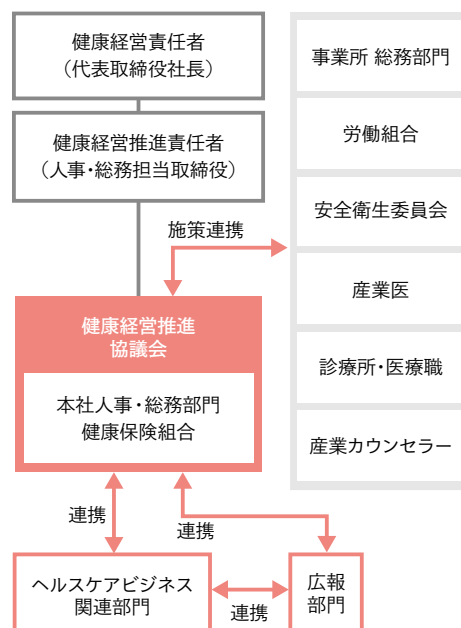 健康経営責任者
（代表取締役社長）
健康経営推進責任者
（人事・総務担当取締役）
施策連携
健康経営推進
協議会
本社人事・総務部門
健康保険組合
事業所 総務部門
労働組合
安全衛生委員会
産業医
診療所・医療職
産業カウンセラー
連携
連携
ヘルスケアビジネス
関連部門
連携
広報
部門